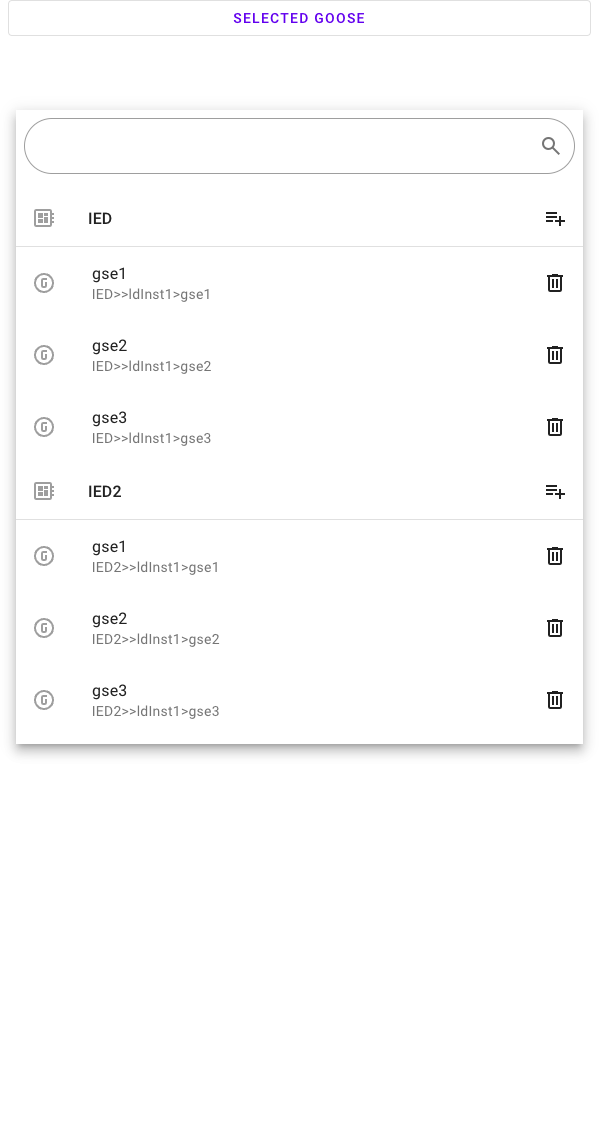 SELECTED GOOSE
IED
gse1
IED>>ldInst1>gse1
gse2
IED>>ldInst1>gse2
gse3
IED>>ldInst1>gse3
IED2
gse1
IED2>>ldInst1>gse1
gse2
IED2>>ldInst1>gse2
gse3
IED2>>ldInst1>gse3